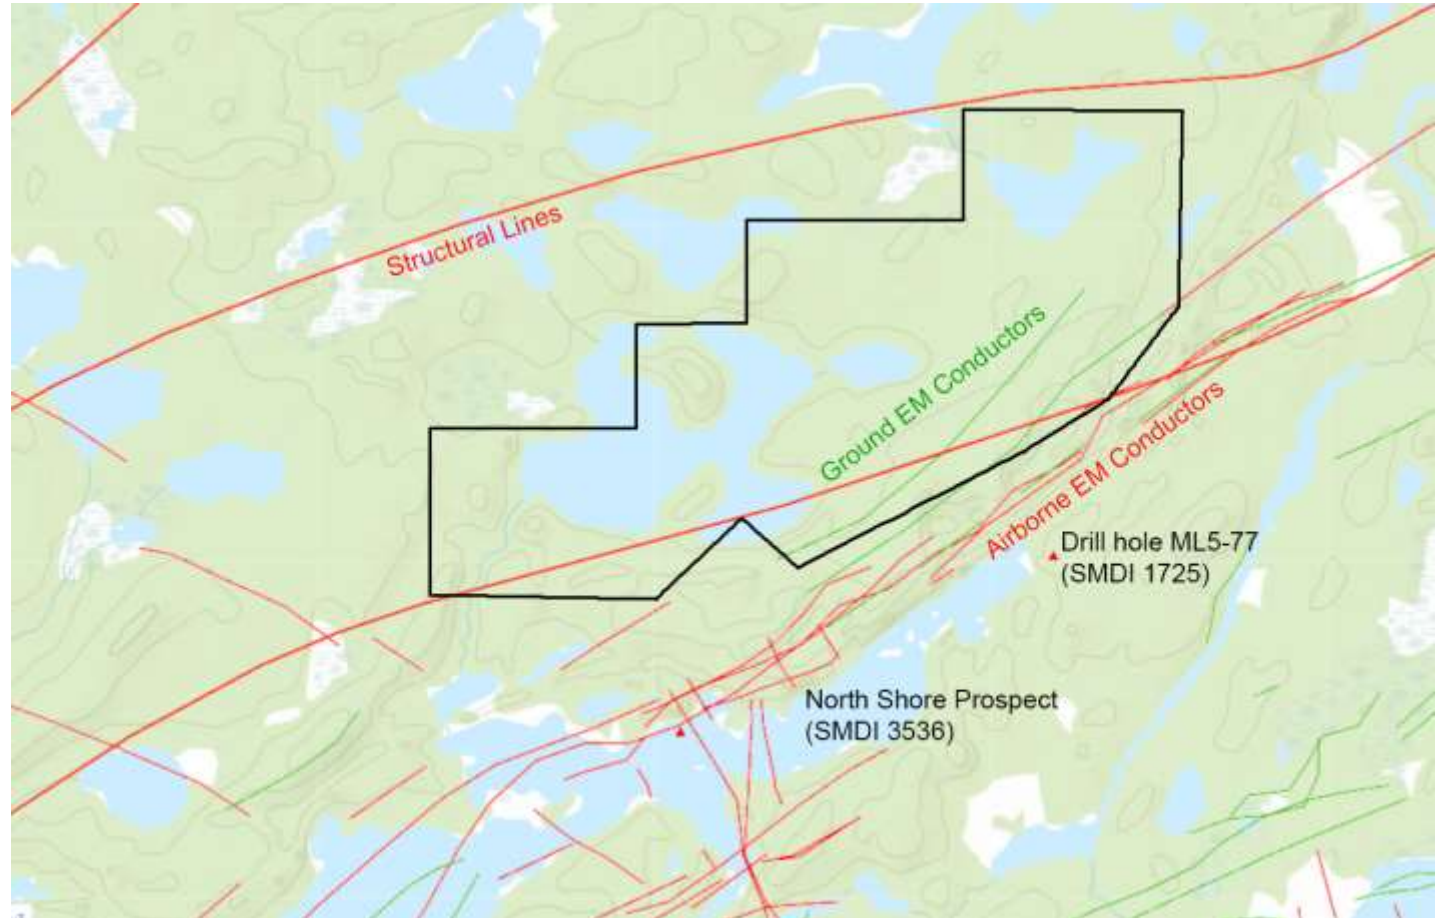 Structural Lines
Ground EM Conductors
Airborne EM Conductors
Drill hole ML5-77
(SMDI 1725)
North Shore Prospect
(SMDI 3536)